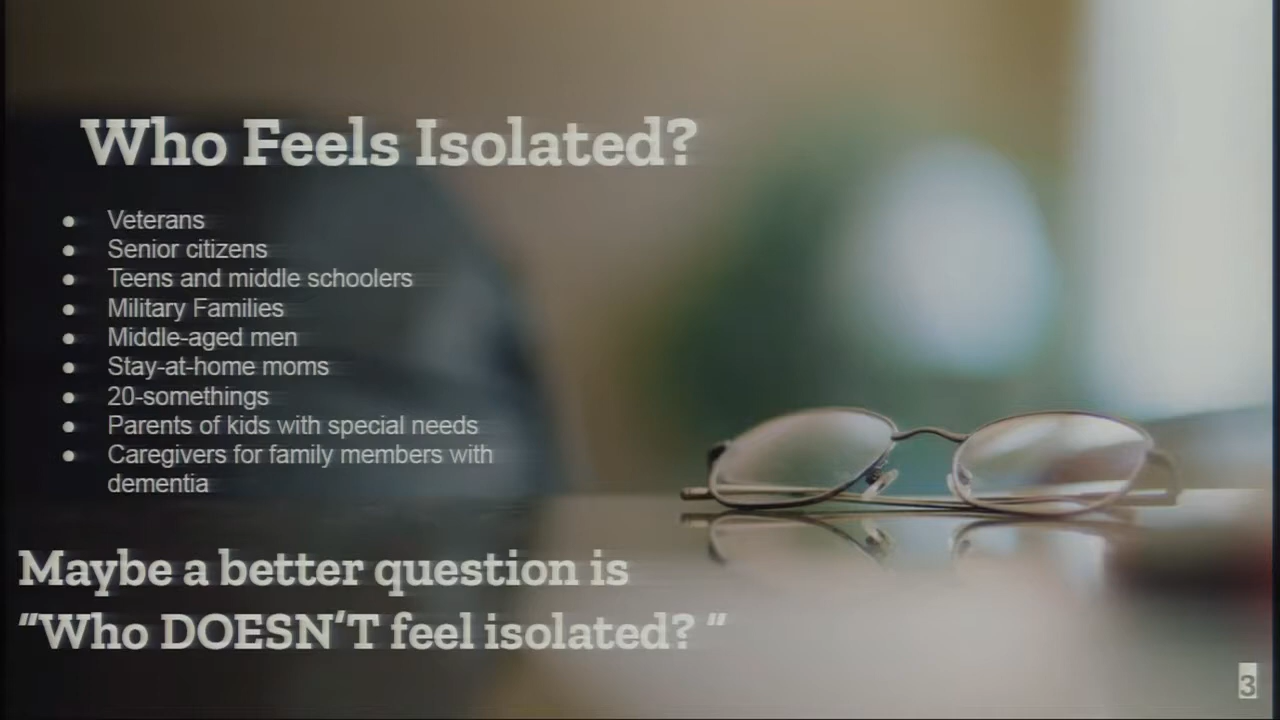 Who Feels Isolated?
● Veterans
● Senior citizens
● Teens and middle schoolers
● Military Families
● Middle-aged men
● Stay-at-home moms
● 20-somethings
● Parents of kids with special needs
● Caregivers for family members with
dementia
Maybe a better question is
“Who DOESN’T feel isolated? ”
3